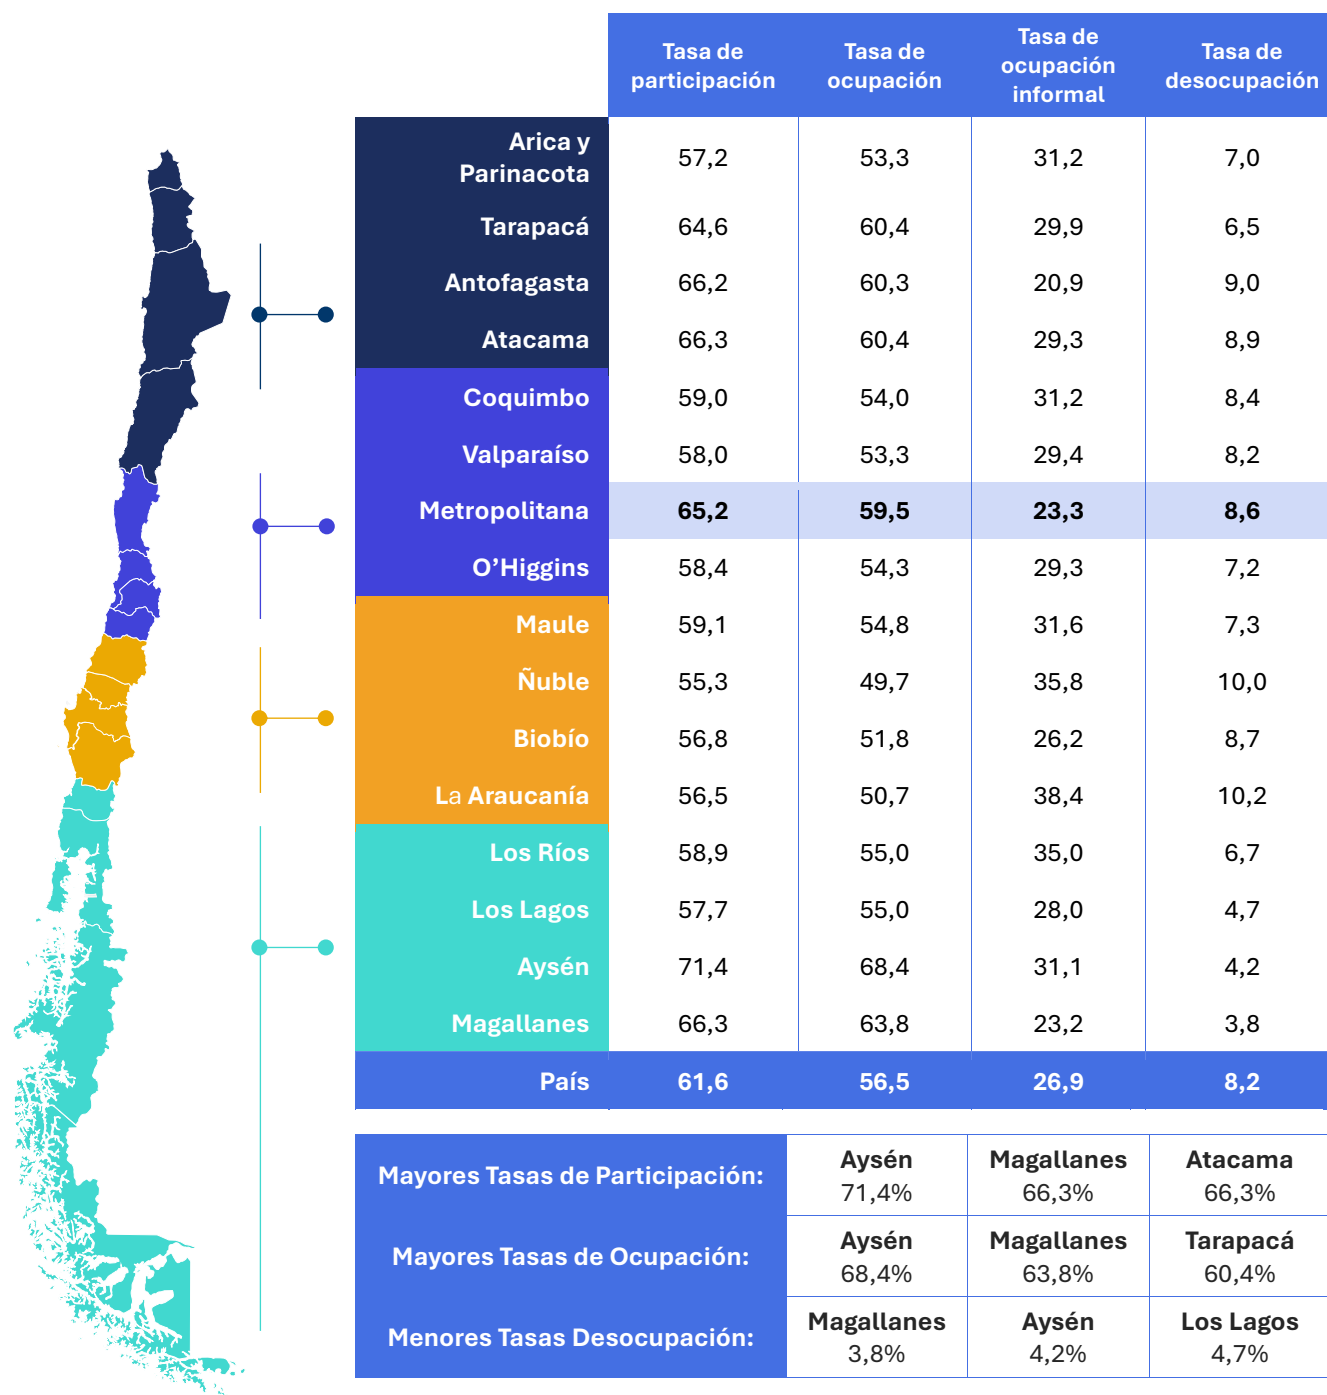 Tasa de participación Tasa de ocupación Tasa de ocupación informal Tasa de desocupación
Arica y Parinacota 57,2 53,3 31,2 7,0
Tarapacá 64,6 60,4 29,9 6,5
Antofagasta 66,2 60,3 20,9 9,0
Atacama 66,3 60,4 29,3 8,9
Coquimbo 59,0 54,0 31,2 8,4
Valparaíso 58,0 53,3 29,4 8,2
Metropolitana 65,2 59,5 23,3 8,6
O’Higgins 58,4 54,3 29,3 7,2
Maule 59,1 54,8 31,6 7,3
Ñuble 55,3 49,7 35,8 10,0
Biobío 56,8 51,8 26,2 8,7
La Araucanía 56,5 50,7 38,4 10,2
Los Ríos 58,9 55,0 35,0 6,7
Los Lagos 57,7 55,0 28,0 4,7
Aysén 71,4 68,4 31,1 4,2
Magallanes 66,3 63,8 23,2 3,8
País 61,6 56,5 26,9 8,2
Mayores Tasas de Participación: Aysén 71,4% Magallanes 66,3% Atacama 66,3%
Mayores Tasas de Ocupación: Aysén 68,4% Magallanes 63,8% Tarapacá 60,4%
Menores Tasas Desocupación: Magallanes 3,8% Aysén 4,2% Los Lagos 4,7%